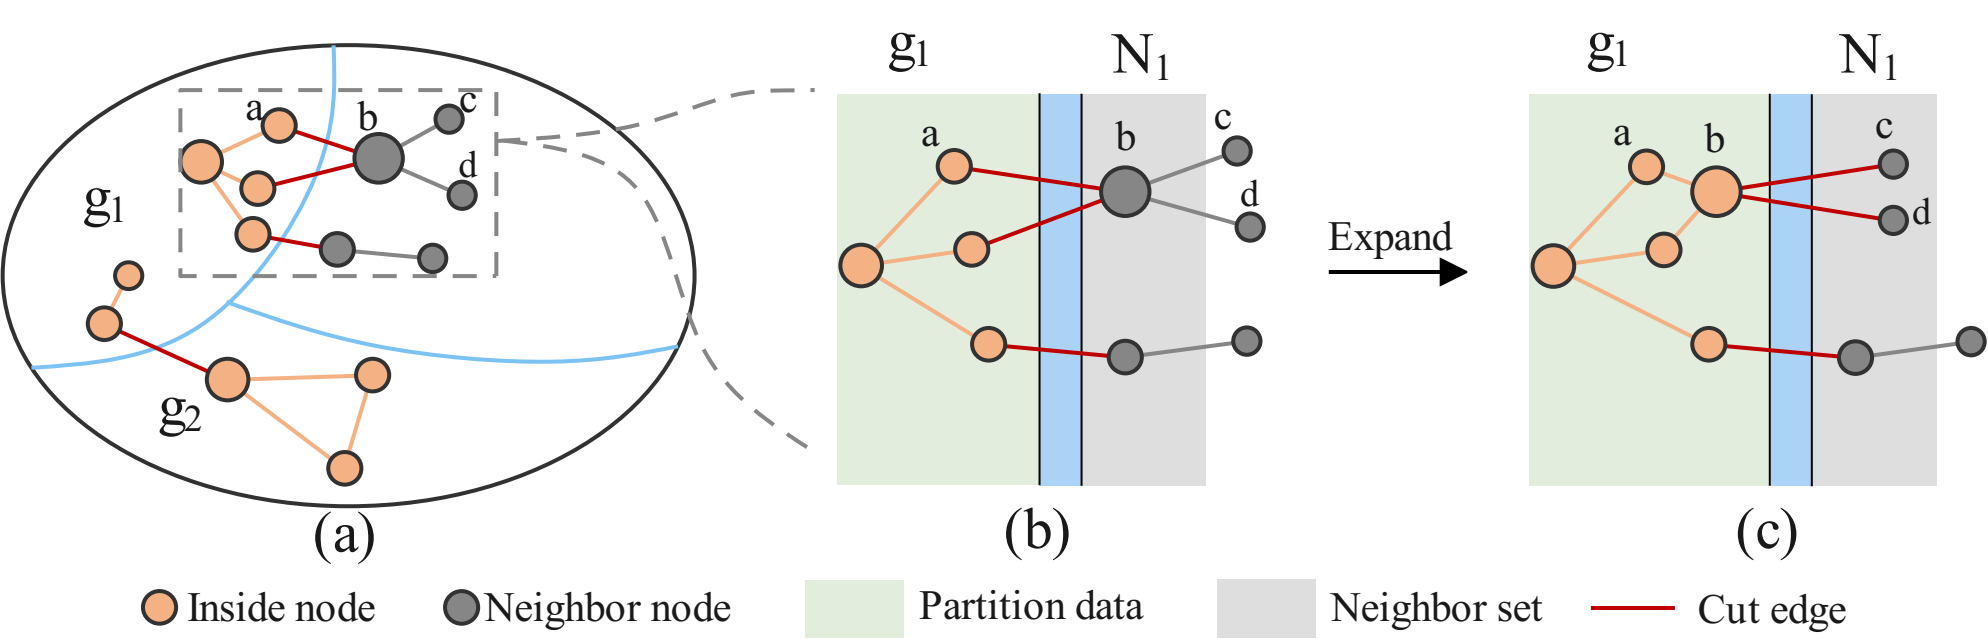 g1
N1
g1
N1
a
b
c
d
g1
g2
a
b
c
d
Expand
a
b
c
d
(a)
(b)
(c)
Inside node
Neighbor node
Partition data
Neighbor set
Cut edge